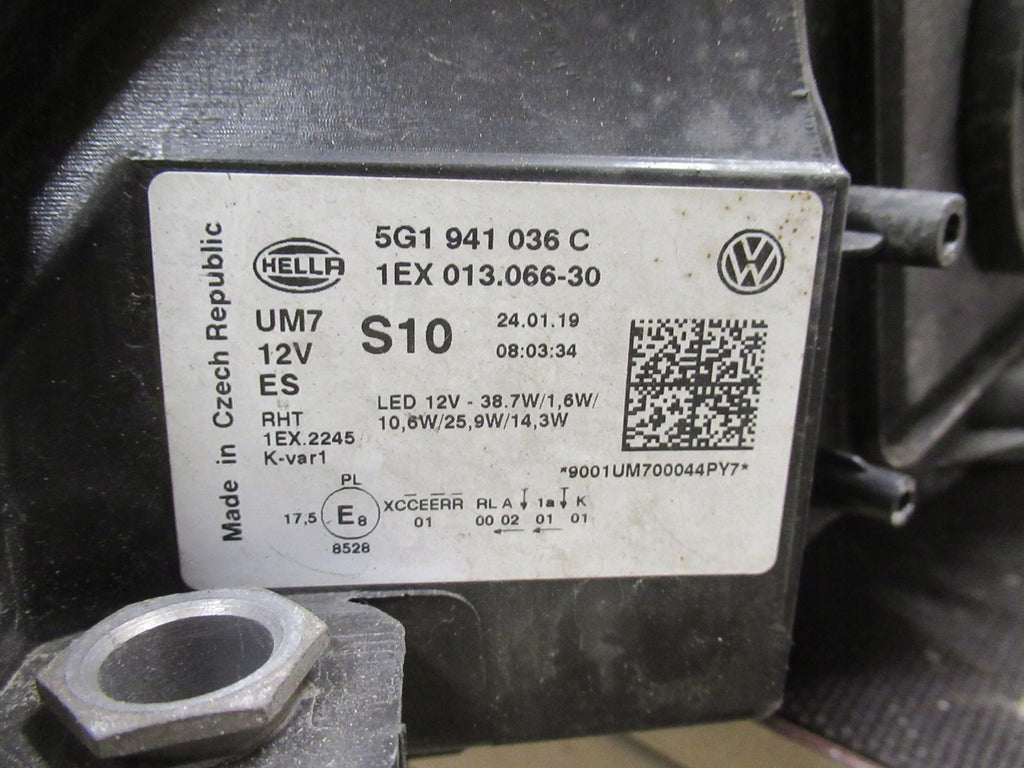 Made in Czech Republic
HELLA
5G1 941 036 C
1EX 013.066-30
VW
UM7
12V
ES
S10
24.01.19
08:03:34
RHT
1EX.2245
K-var1
LED 12V - 38.7W/1,6W/
10,6W/25,9W/14,3W
*9001UM700044PY7*
PL
17,5 E8
8528
XCCEERR RL A 1a K
01 00 02 01 01